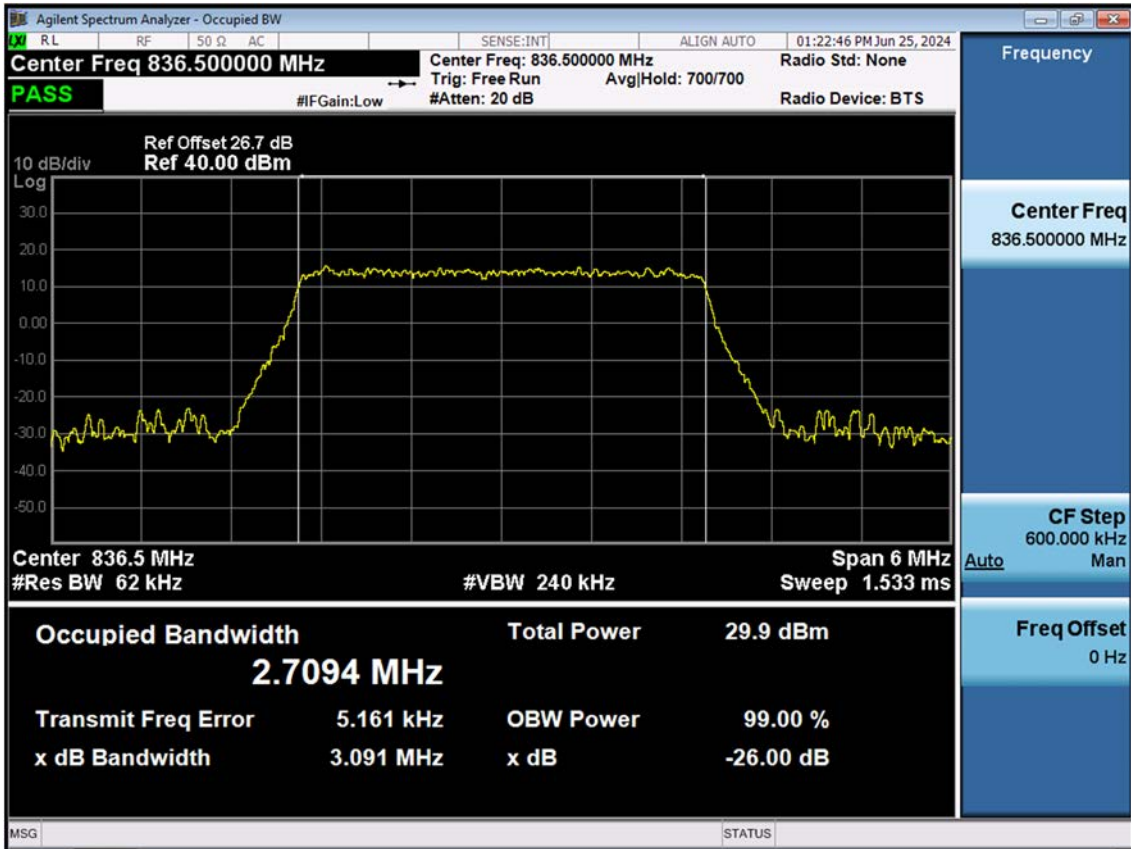 Agilent Spectrum Analyzer - Occupied BW
LXI RL RF 50 Ω AC SENSE:INT ALIGN AUTO 01:22:46 PM Jun 25, 2024
Center Freq 836.500000 MHz
Center Freq: 836.500000 MHz
Radio Std: None
Trig: Free Run
Avg|Hold: 700/700
PASS
#IFGain:Low
#Atten: 20 dB
Radio Device: BTS
Ref Offset 26.7 dB
10 dB/div Ref 40.00 dBm
Log
30.0
20.0
10.0
0.00
-10.0
-20.0
-30.0
-40.0
-50.0
Center 836.5 MHz Span 6 MHz
#Res BW 62 kHz #VBW 240 kHz Sweep 1.533 ms
Occupied Bandwidth Total Power 29.9 dBm
2.7094 MHz
Transmit Freq Error 5.161 kHz OBW Power 99.00 %
x dB Bandwidth 3.091 MHz x dB -26.00 dB
MSG STATUS
Frequency
Center Freq
836.500000 MHz
CF Step
600.000 kHz
Auto Man
Freq Offset
0 Hz